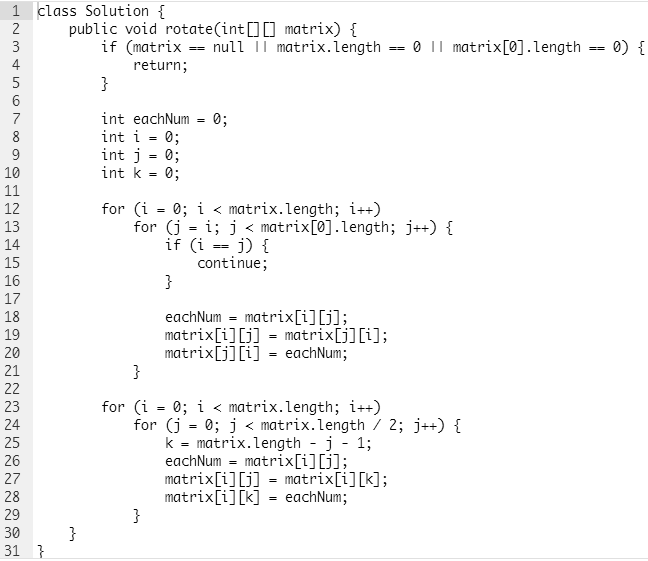 1 class Solution {
2     public void rotate(int[][] matrix) {
3         if (matrix == null || matrix.length == 0 || matrix[0].length == 0) {
4             return;
5         }
6
7         int eachNum = 0;
8         int i = 0;
9         int j = 0;
10         int k = 0;
11
12         for (i = 0; i < matrix.length; i++)
13             for (j = i; j < matrix[0].length; j++) {
14                 if (i == j) {
15                     continue;
16                 }
17
18                 eachNum = matrix[i][j];
19                 matrix[i][j] = matrix[j][i];
20                 matrix[j][i] = eachNum;
21             }
22
23         for (i = 0; i < matrix.length; i++)
24             for (j = 0; j < matrix.length / 2; j++) {
25                 k = matrix.length - j - 1;
26                 eachNum = matrix[i][j];
27                 matrix[i][j] = matrix[i][k];
28                 matrix[i][k] = eachNum;
29             }
30     }
31 }